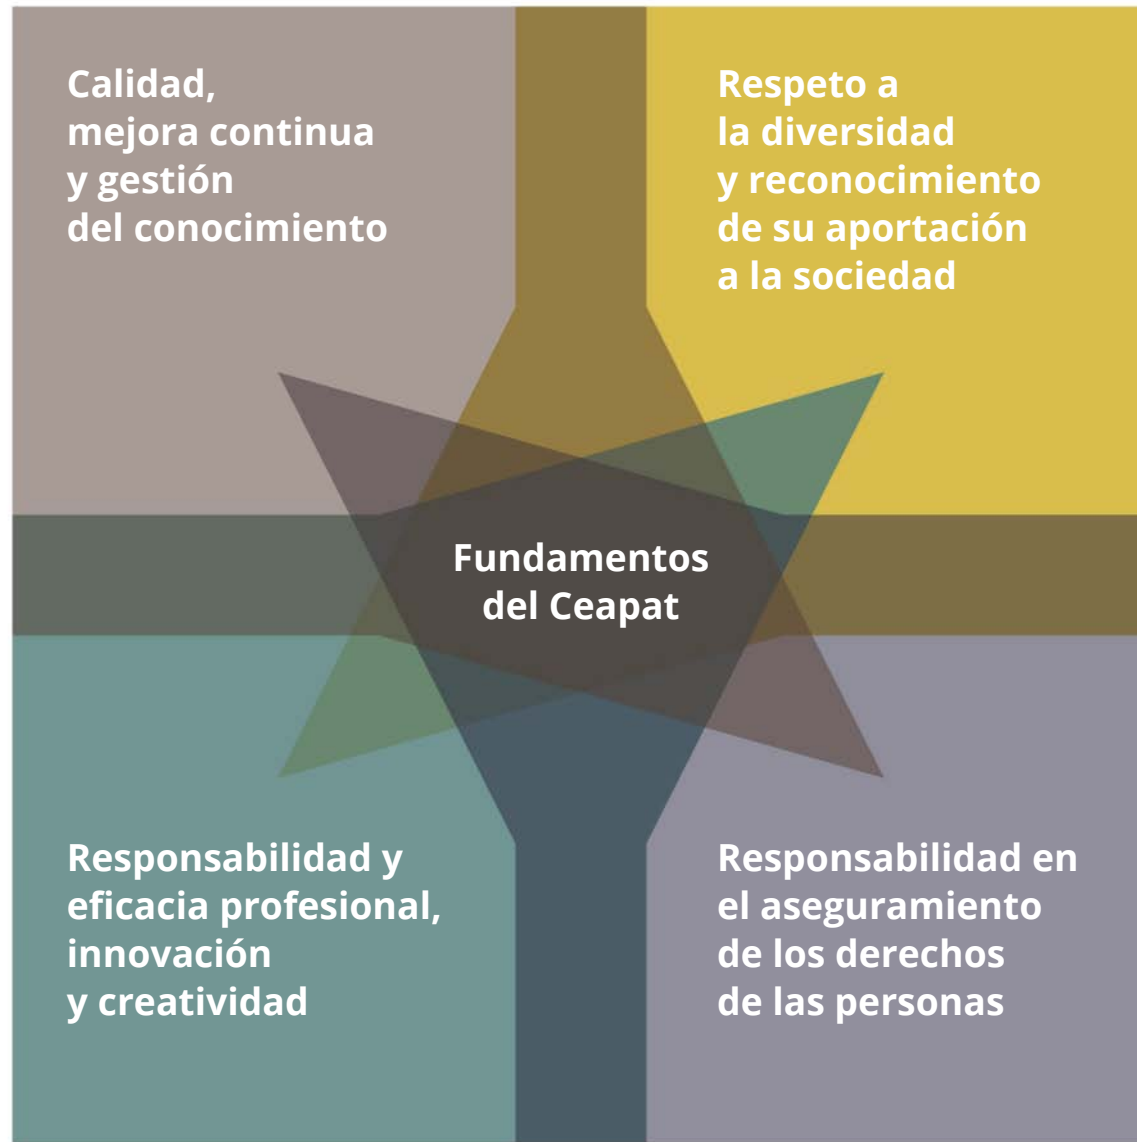 Calidad,
mejora continua
y gestión
del conocimiento
Respeto a
la diversidad
y reconocimiento
de su aportación
a la sociedad
Fundamentos
del Ceapat
Responsabilidad y
eficacia profesional,
innovación
y creatividad
Responsabilidad en
el aseguramiento
de los derechos
de las personas